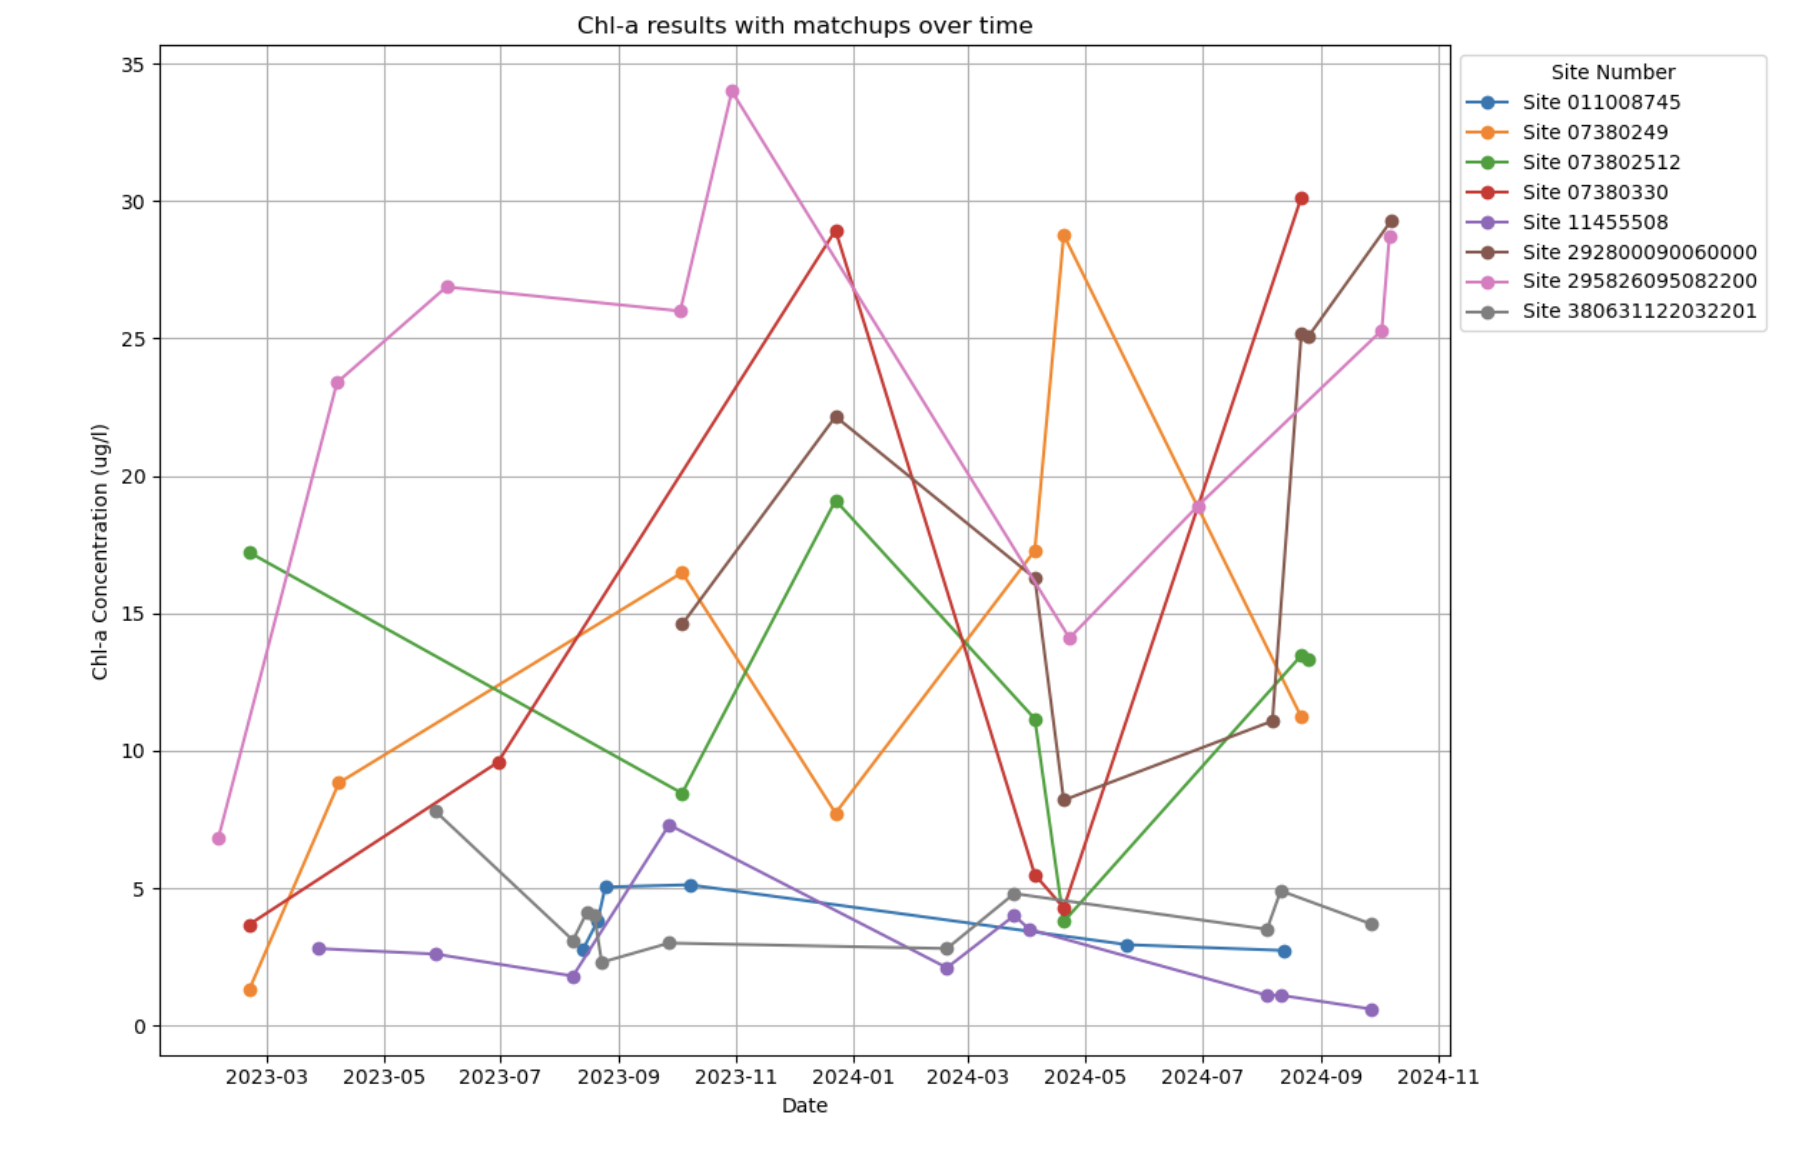 Chl-a results with matchups over time
35
30
25
20
15
10
5
0
Chl-a Concentration (ug/l)
2023-03 2023-05 2023-07 2023-09 2023-11 2024-01 2024-03 2024-05 2024-07 2024-09 2024-11
Date
Site Number
Site 011008745
Site 07380249
Site 073802512
Site 07380330
Site 11455508
Site 292800090060000
Site 295826095082200
Site 380631122032201